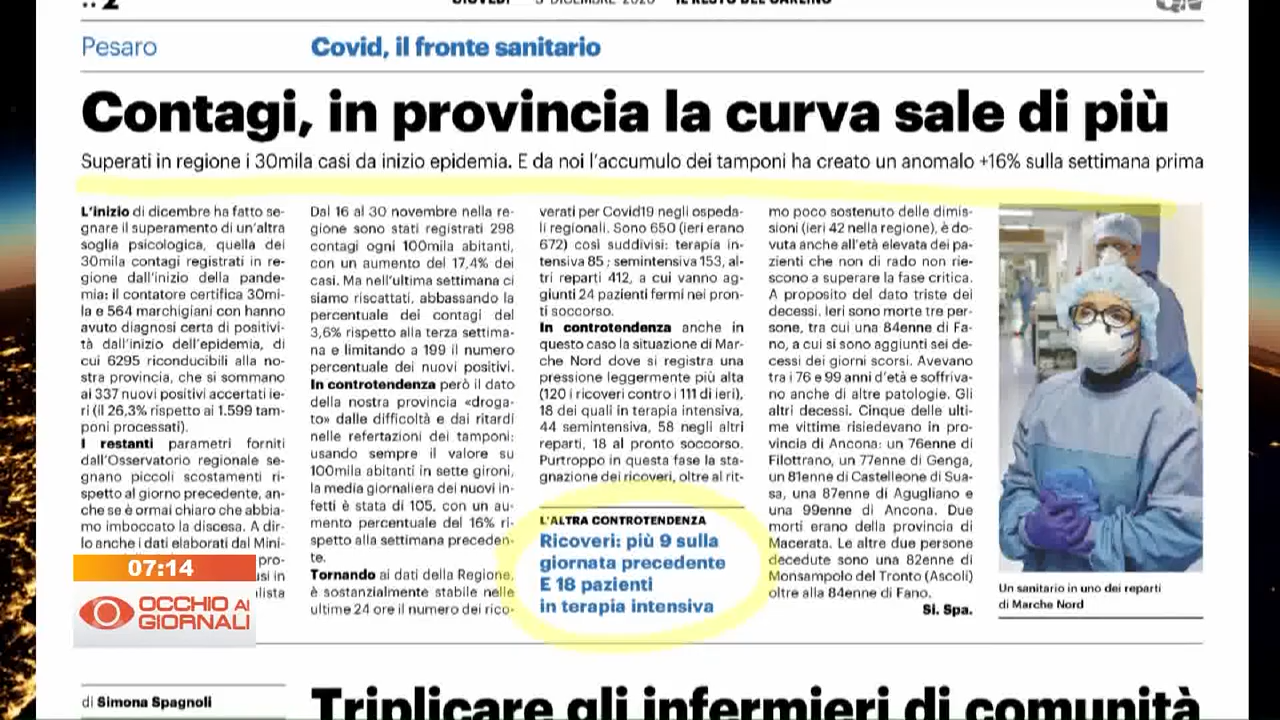 2
GIOVEDÌ — 3 DICEMBRE 2020 — IL RESTO DEL CARLINO
Pesaro
Covid, il fronte sanitario
Contagi, in provincia la curva sale di più
Superati in regione i 30mila casi da inizio epidemia. E da noi l'accumulo dei tamponi ha creato un anomalo +16% sulla settimana prima
L'inizio di dicembre ha fatto se-
gnare il superamento di un'altra
soglia psicologica, quella dei
30mila contagi registrati in re-
gione dall'inizio della pande-
mia: il contatore certifica 30mi-
la e 564 marchigiani con hanno
avuto diagnosi certa di positivi-
tà dall'inizio dell'epidemia, di
cui 6295 riconducibili alla no-
stra provincia, che si sommano
ai 337 nuovi positivi accertati ie-
ri (il 26,3% rispetto ai 1.599 tam-
poni processati).
I restanti parametri forniti
dall'Osservatorio regionale se-
gnano piccoli scostamenti ri-
spetto al giorno precedente, an-
che se è ormai chiaro che abbia-
mo imboccato la discesa. A dir-
lo anche i dati elaborati dal Mini-
pro-
si in
lista
Dal 16 al 30 novembre nella re-
gione sono stati registrati 298
contagi ogni 100mila abitanti,
con un aumento del 17,4% dei
casi. Ma nell'ultima settimana ci
siamo riscattati, abbassando la
percentuale dei contagi del
3,6% rispetto alla terza settima-
na e limitando a 199 il numero
percentuale dei nuovi positivi.
In controtendenza però il dato
della nostra provincia «droga-
to» dalle difficoltà e dai ritardi
nelle refertazioni dei tamponi:
usando sempre il valore su
100mila abitanti in sette gironi,
la media giornaliera dei nuovi in-
fetti è stata di 105, con un au-
mento percentuale del 16% ri-
spetto alla settimana preceden-
te.
Tornando ai dati della Regione,
è sostanzialmente stabile nelle
ultime 24 ore il numero dei rico-
verati per Covid19 negli ospeda-
li regionali. Sono 650 (ieri erano
672) così suddivisi: terapia in-
tensiva 85; semintensiva 153, al-
tri reparti 412, a cui vanno ag-
giunti 24 pazienti fermi nei pron-
ti soccorso.
In controtendenza anche in
questo caso la situazione di Mar-
che Nord dove si registra una
pressione leggermente più alta
(120 i ricoveri contro i 111 di ieri),
18 dei quali in terapia intensiva,
44 semintensiva, 58 negli altri
reparti, 18 al pronto soccorso.
Purtroppo in questa fase la sta-
gnazione dei ricoveri, oltre al rit-
L'ALTRA CONTROTENDENZA
Ricoveri: più 9 sulla
giornata precedente
E 18 pazienti
in terapia intensiva
mo poco sostenuto delle dimis-
sioni (ieri 42 nella regione), è do-
vuta anche all'età elevata dei pa-
zienti che non di rado non rie-
scono a superare la fase critica.
A proposito del dato triste dei
decessi. Ieri sono morte tre per-
sone, tra cui una 84enne di Fa-
no, a cui si sono aggiunti sei de-
cessi dei giorni scorsi. Avevano
tra i 76 e 99 anni d'età e soffriva-
no anche di altre patologie. Gli
altri decessi. Cinque delle ulti-
me vittime risiedevano in pro-
vincia di Ancona: un 76enne di
Filottrano, un 77enne di Genga,
un 81enne di Castelleone di Sua-
sa, una 87enne di Agugliano e
una 99enne di Ancona. Due
morti erano della provincia di
Macerata. Le altre due persone
decedute sono una 82enne di
Monsampolo del Tronto (Ascoli)
oltre alla 84enne di Fano.
Si. Spa.
Un sanitario in uno dei reparti
di Marche Nord
07:14
OCCHIO AI
GIORNALI
di Simona Spagnoli
Triplicare gli infermieri di comunità